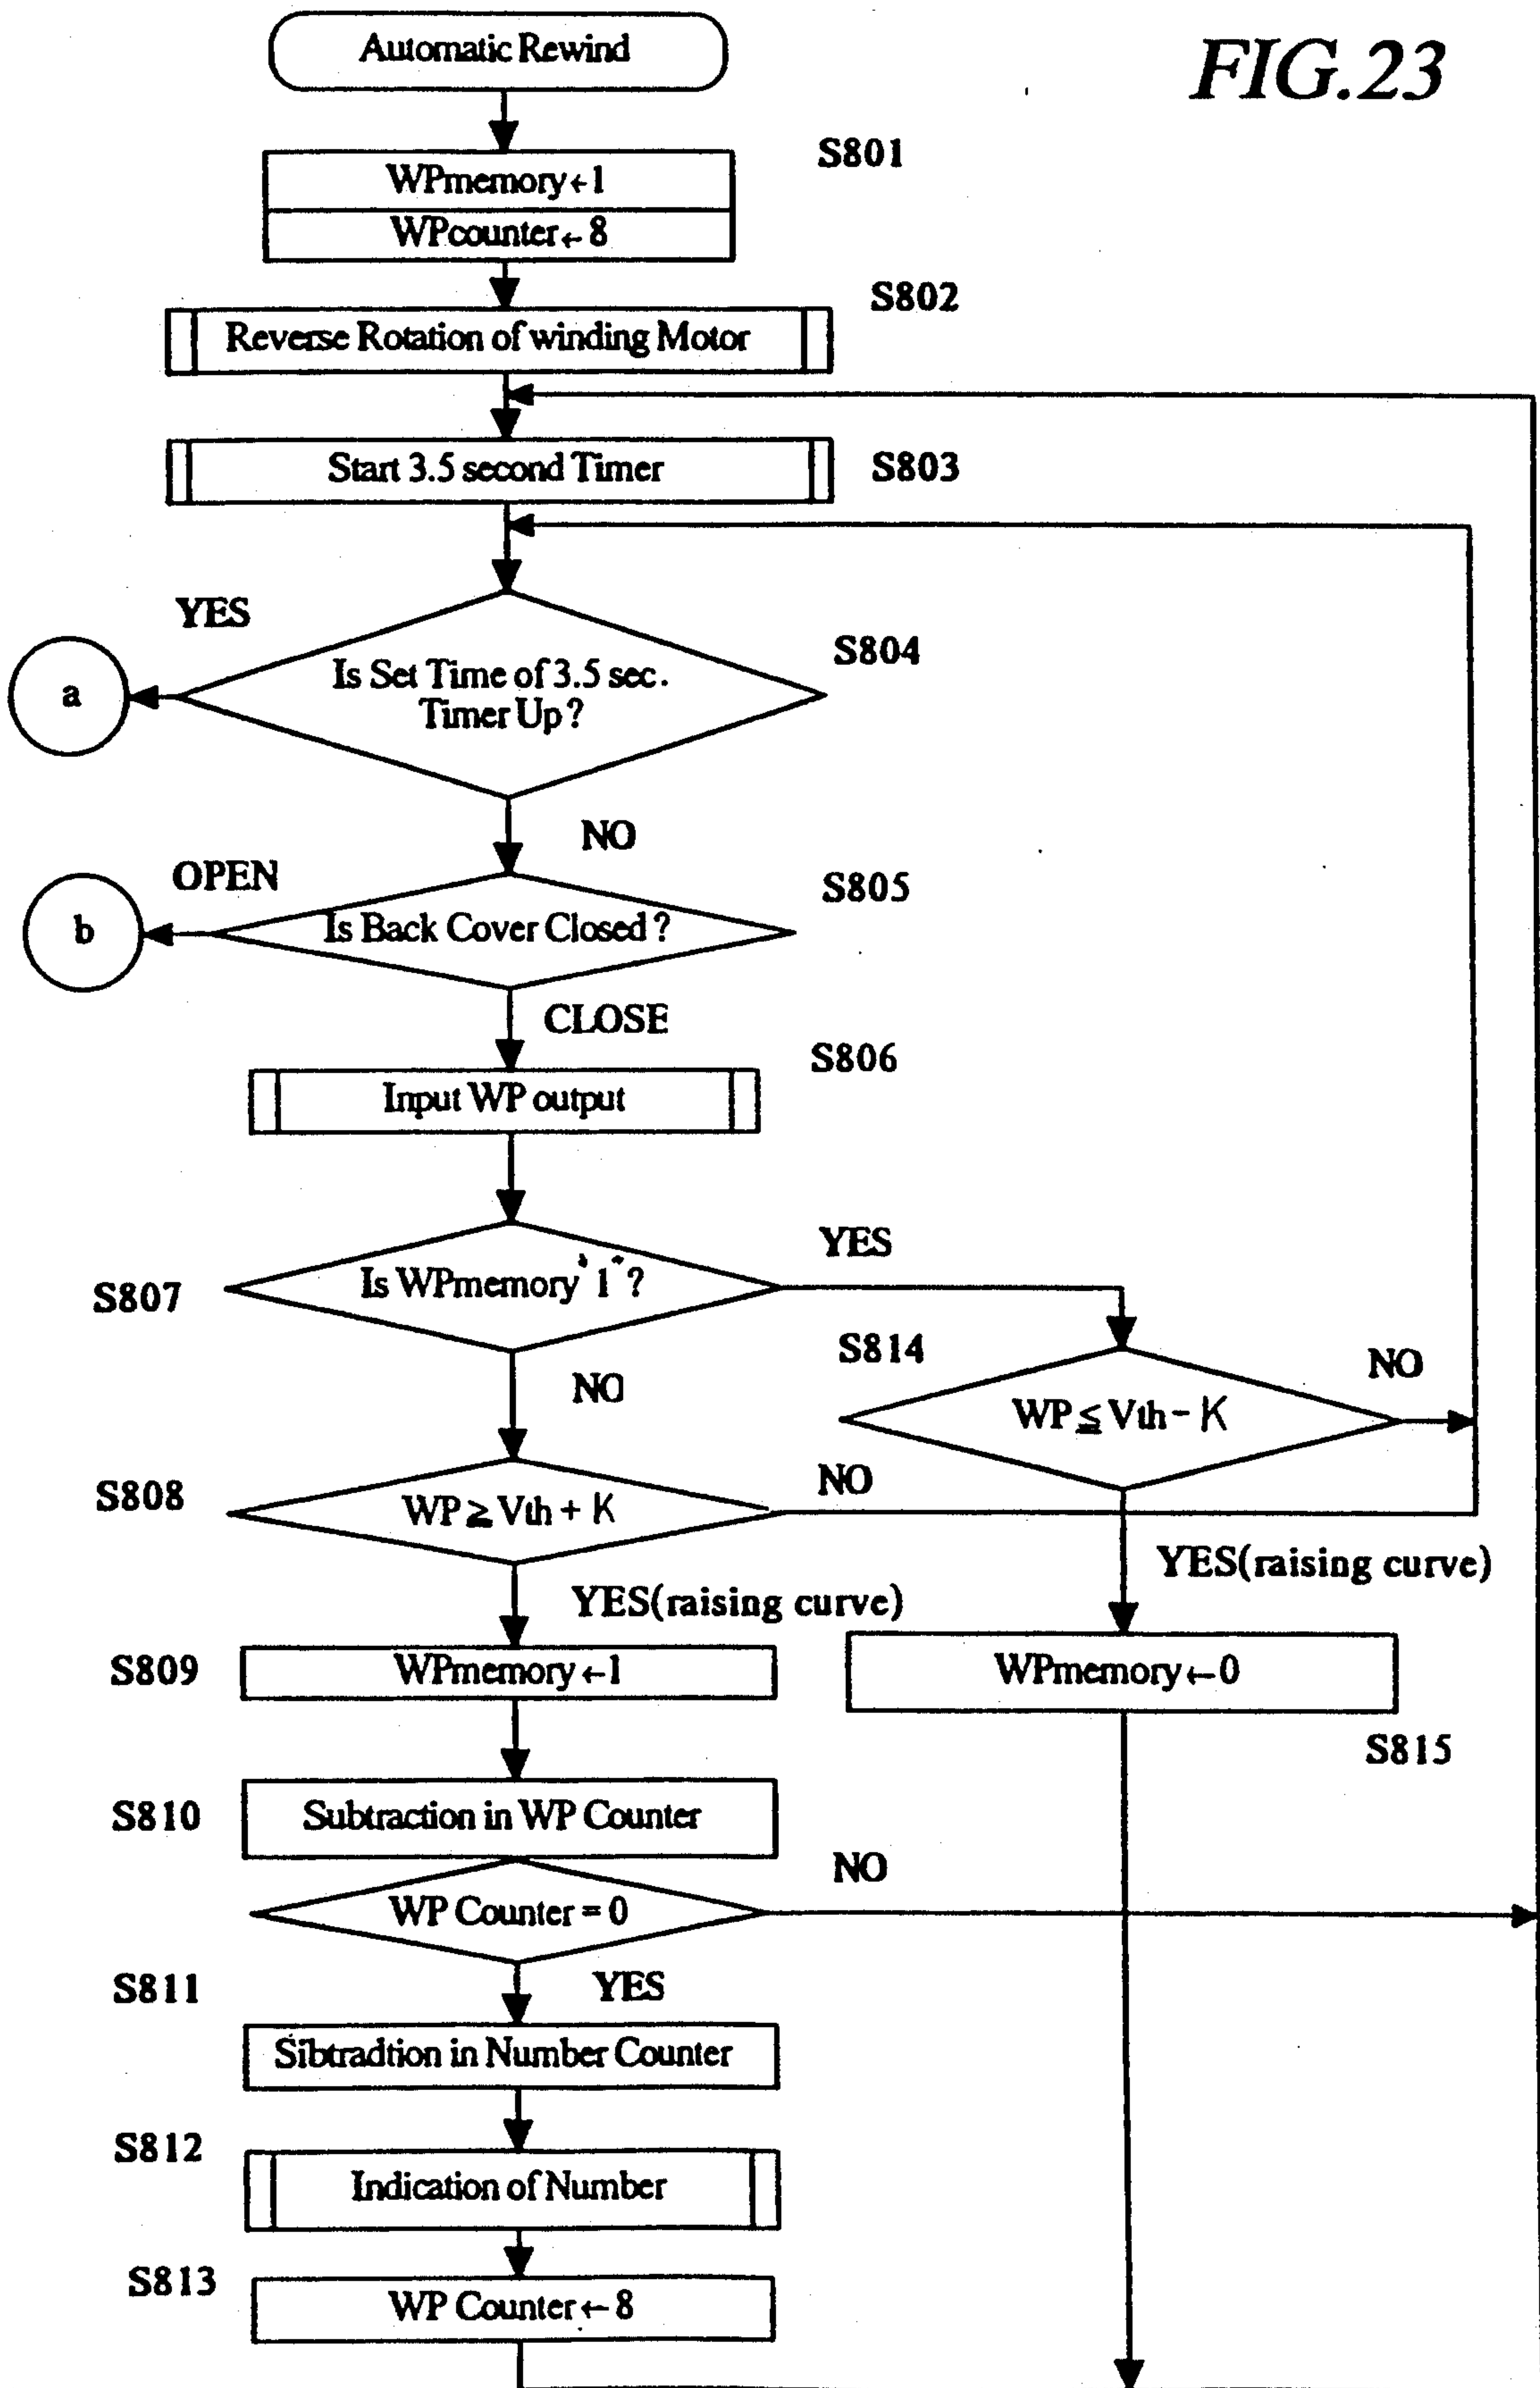 FIG.23
Automatic Rewind
S801
WPmemory←1
WPcounter←8
S802
Reverse Rotation of winding Motor
Start 3.5 second Timer
S803
YES
S804
a
Is Set Time of 3.5 sec.
Timer Up?
NO
OPEN
S805
b
Is Back Cover Closed?
CLOSE
S806
Input WP output
YES
S807
Is WPmemory "1"?
S814
NO
NO
WP≦Vth-K
S808
NO
WP≧Vth+K
YES(raising curve)
YES(raising curve)
S809
WPmemory←1
WPmemory←0
S815
S810
Subtraction in WP Counter
NO
WP Counter=0
S811
YES
Sibtradtion in Number Counter
S812
Indication of Number
S813
WP Counter←8